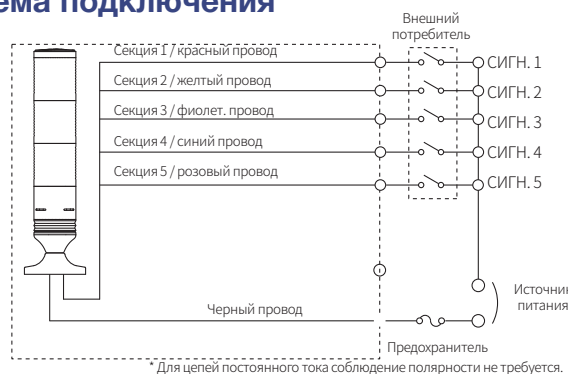 ема подключения
Внешний
потребитель
Секция 1 / красный провод
СИГН. 1
Секция 2 / желтый провод
СИГН. 2
Секция 3 / фиолет. провод
СИГН. 3
Секция 4 / синий провод
СИГН. 4
Секция 5 / розовый провод
СИГН. 5
Источник
питания
Черный провод
Предохранитель
* Для цепей постоянного тока соблюдение полярности не требуется.